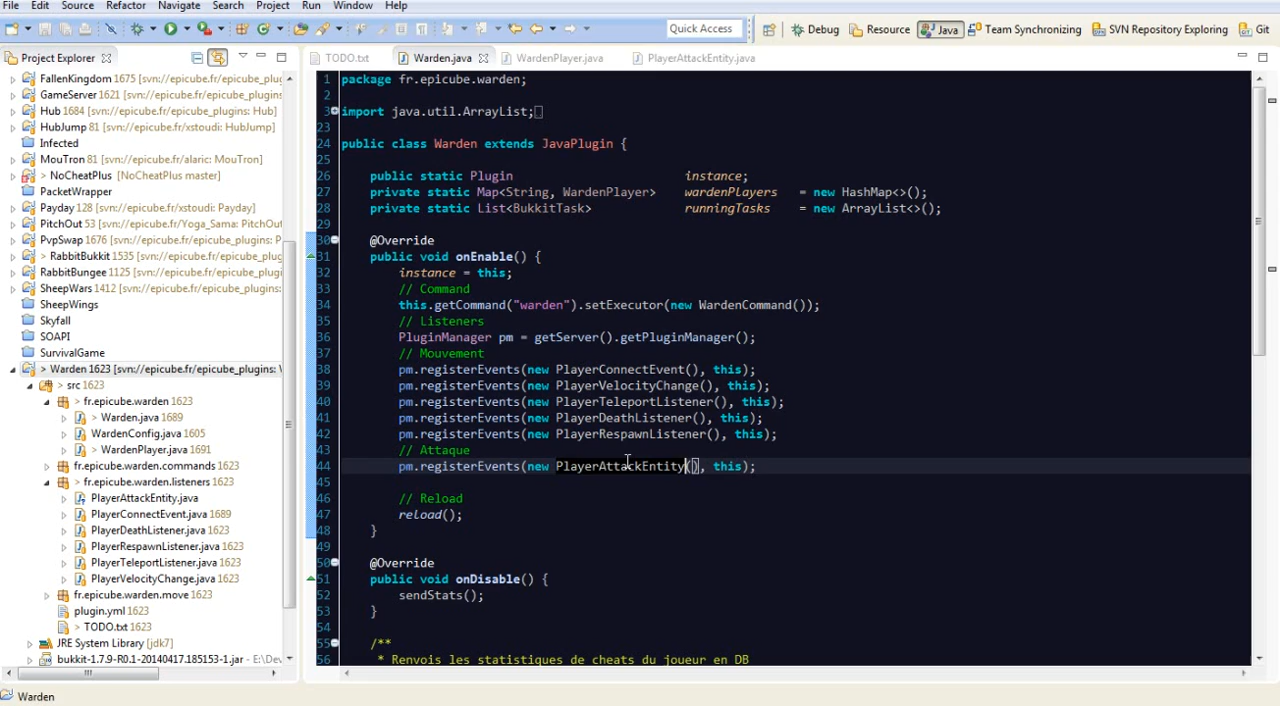 File Edit Source Refactor Navigate Search Project Run Window Help
Quick Access Debug Resource Java Team Synchronizing SVN Repository Exploring Git
Project Explorer
TODO.txt Warden.java WardenPlayer.java PlayerAttackEntity.java
FallenKingdom 1675 [svn://epicube.fr/epicube_plu
GameServer 1621 [svn://epicube.fr/epicube_plugi
Hub 1684 [svn://epicube.fr/epicube_plugins: Hub]
HubJump 81 [svn://epicube.fr/xstoudi: HubJump]
Infected
MouTron 81 [svn://epicube.fr/alaric: MouTron]
> NoCheatPlus [NoCheatPlus master]
PacketWrapper
Payday 128 [svn://epicube.fr/xstoudi: Payday]
PitchOut 53 [svn://epicube.fr/Yoga_Sama: PitchOu
PvpSwap 1676 [svn://epicube.fr/epicube_plugins: P
> RabbitBukkit 1535 [svn://epicube.fr/epicube_plu
RabbitBungee 1125 [svn://epicube.fr/epicube_plug
SheepWars 1412 [svn://epicube.fr/epicube_plugins
SheepWings
Skyfall
SOAPI
SurvivalGame
> Warden 1623 [svn://epicube.fr/epicube_plugins: W
> src 1623
> fr.epicube.warden 1623
> Warden.java 1689
WardenConfig.java 1605
> WardenPlayer.java 1691
fr.epicube.warden.commands
> fr.epicube.warden.listeners
PlayerAttackEntity.java
PlayerConnectEvent.java 1689
PlayerDeathListener.java 1623
PlayerRespawnListener.java 1623
PlayerTeleportListener.java 1623
PlayerVelocityChange.java 1623
fr.epicube.warden.move 1623
plugin.yml 1623
> TODO.txt 1623
JRE System Library [jdk7]
bukkit-1.7.9-R0.1-20140417.185153-1.jar - E:\Dev
1 package fr.epicube.warden;
2
3 import java.util.ArrayList;
23
24 public class Warden extends JavaPlugin {
25
26 public static Plugin instance;
27 private static Map<String, WardenPlayer> wardenPlayers = new HashMap<>();
28 private static List<BukkitTask> runningTasks = new ArrayList<>();
29
30 @Override
31 public void onEnable() {
32 instance = this;
33 // Command
34 this.getCommand("warden").setExecutor(new WardenCommand());
35 // Listeners
36 PluginManager pm = getServer().getPluginManager();
37 // Mouvement
38 pm.registerEvents(new PlayerConnectEvent(), this);
39 pm.registerEvents(new PlayerVelocityChange(), this);
40 pm.registerEvents(new PlayerTeleportListener(), this);
41 pm.registerEvents(new PlayerDeathListener(), this);
42 pm.registerEvents(new PlayerRespawnListener(), this);
43 // Attaque
44 pm.registerEvents(new PlayerAttackEntity(), this);
45
46 // Reload
47 reload();
48 }
49
50 @Override
51 public void onDisable() {
52 sendStats();
53 }
54
55 /**
56 * Renvois les statistiques de cheats du joueur en DB
Warden